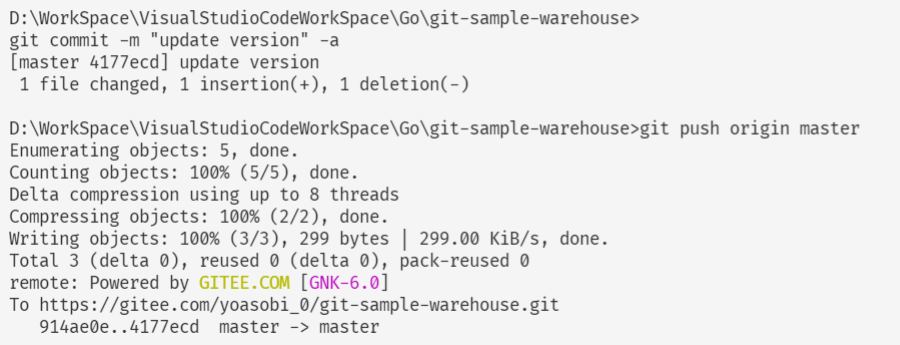 D:\WorkSpace\VisualStudioCodeWorkSpace\Go\git-sample-warehouse>
git commit -m "update version" -a
[master 4177ecd] update version
 1 file changed, 1 insertion(+), 1 deletion(-)

D:\WorkSpace\VisualStudioCodeWorkSpace\Go\git-sample-warehouse>git push origin master
Enumerating objects: 5, done.
Counting objects: 100% (5/5), done.
Delta compression using up to 8 threads
Compressing objects: 100% (2/2), done.
Writing objects: 100% (3/3), 299 bytes | 299.00 KiB/s, done.
Total 3 (delta 0), reused 0 (delta 0), pack-reused 0
remote: Powered by GITEE.COM [GNK-6.0]
To https://gitee.com/yoasobi_0/git-sample-warehouse.git
   914ae0e..4177ecd  master -> master